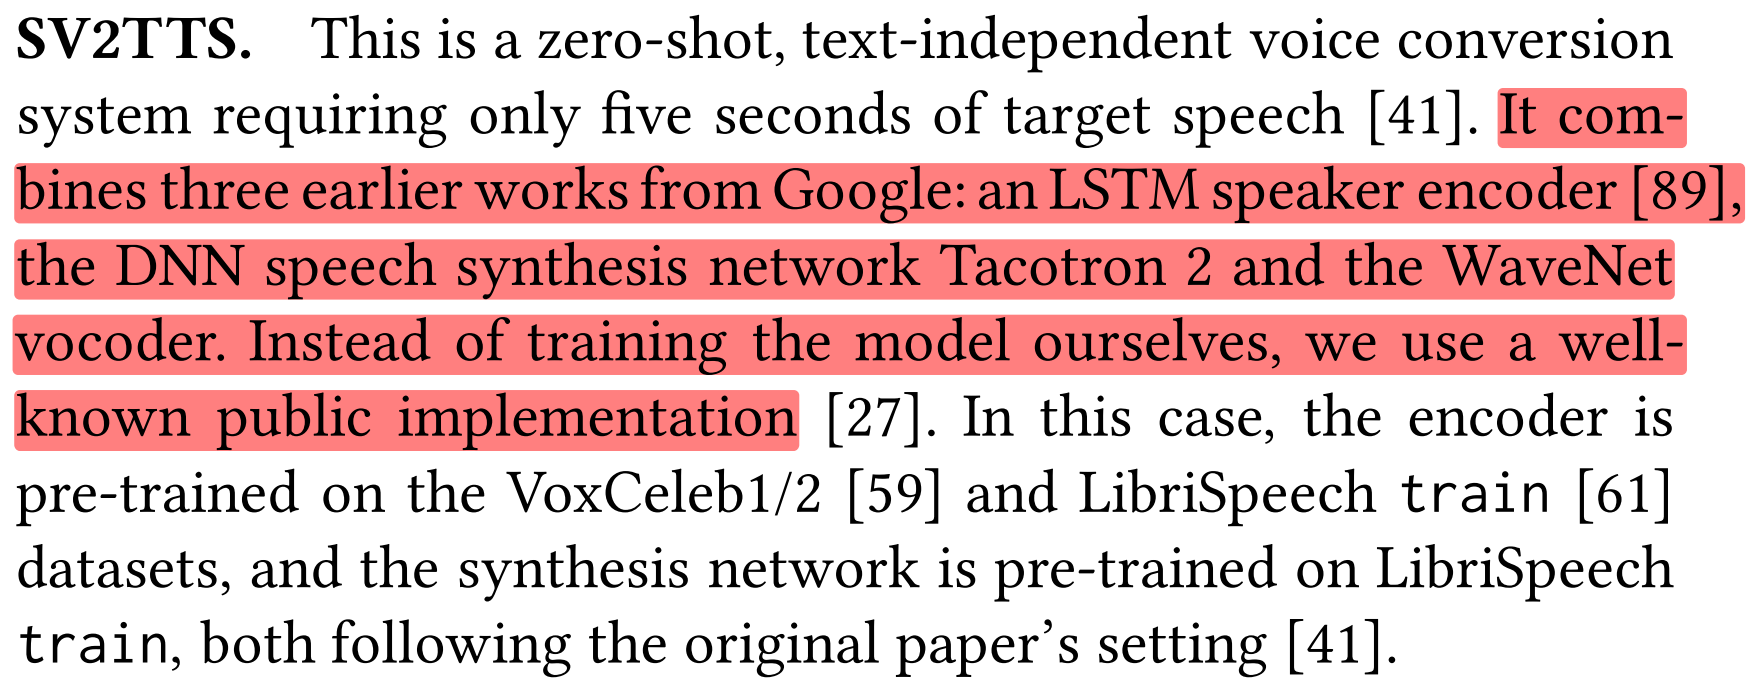 SV2TTS. This is a zero-shot, text-independent voice conversion
system requiring only five seconds of target speech [41]. It com-
bines three earlier works from Google: an LSTM speaker encoder [89],
the DNN speech synthesis network Tacotron 2 and the WaveNet
vocoder. Instead of training the model ourselves, we use a well-
known public implementation [27]. In this case, the encoder is
pre-trained on the VoxCeleb1/2 [59] and LibriSpeech train [61]
datasets, and the synthesis network is pre-trained on LibriSpeech
train, both following the original paper’s setting [41].